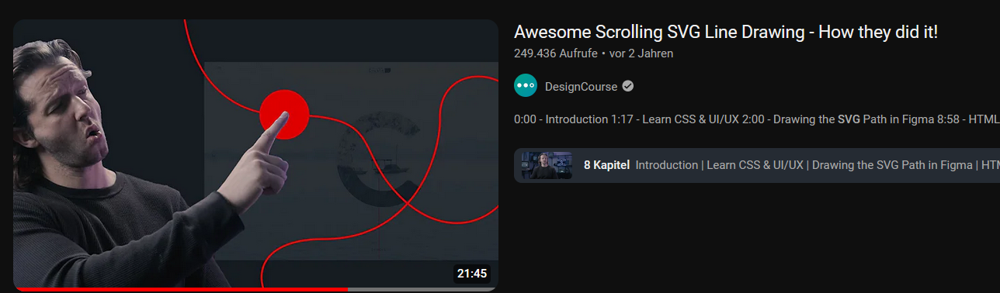 Awesome Scrolling SVG Line Drawing - How they did it!
249.436 Aufrufe • vor 2 Jahren
DesignCourse
0:00 - Introduction 1:17 - Learn CSS & UI/UX 2:00 - Drawing the SVG Path in Figma 8:58 - HTML
8 Kapitel Introduction | Learn CSS & UI/UX | Drawing the SVG Path in Figma |
21:45